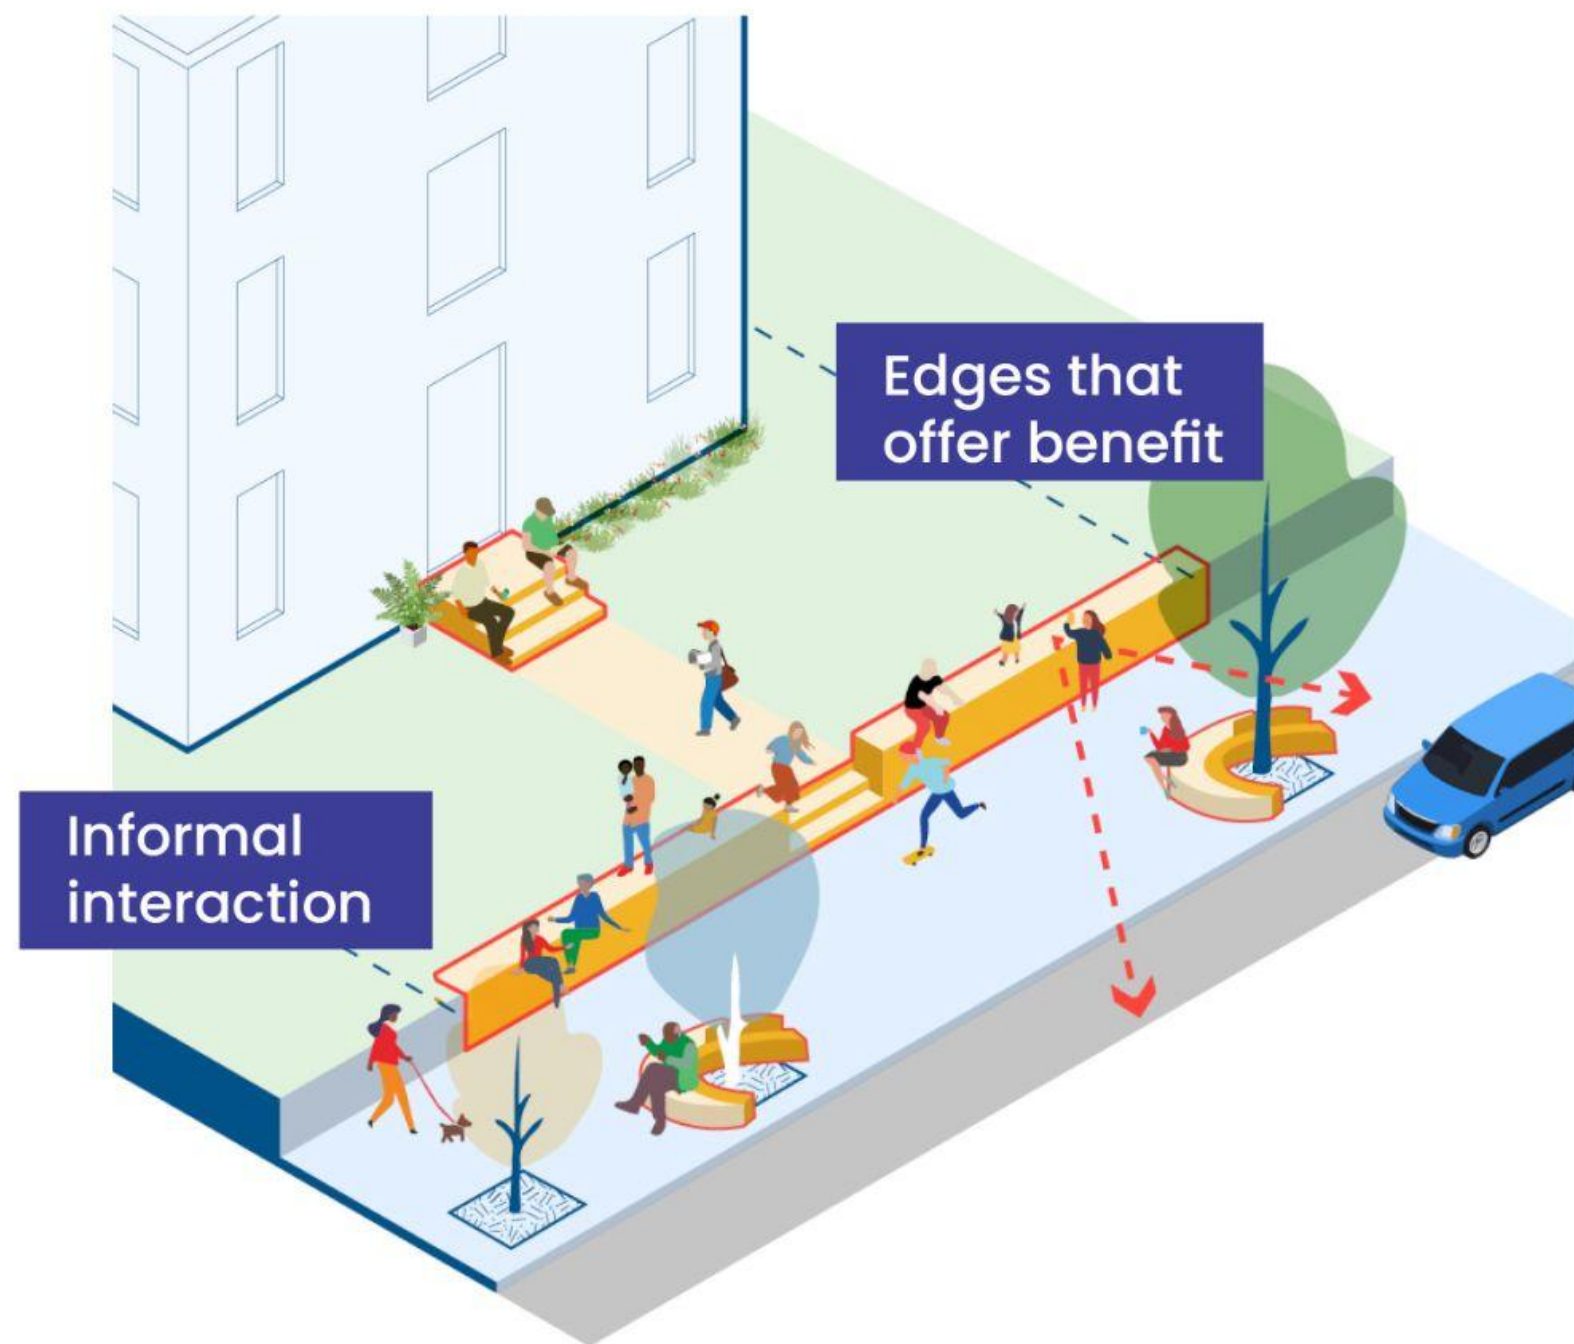 Edges that
offer benefit
Informal
interaction